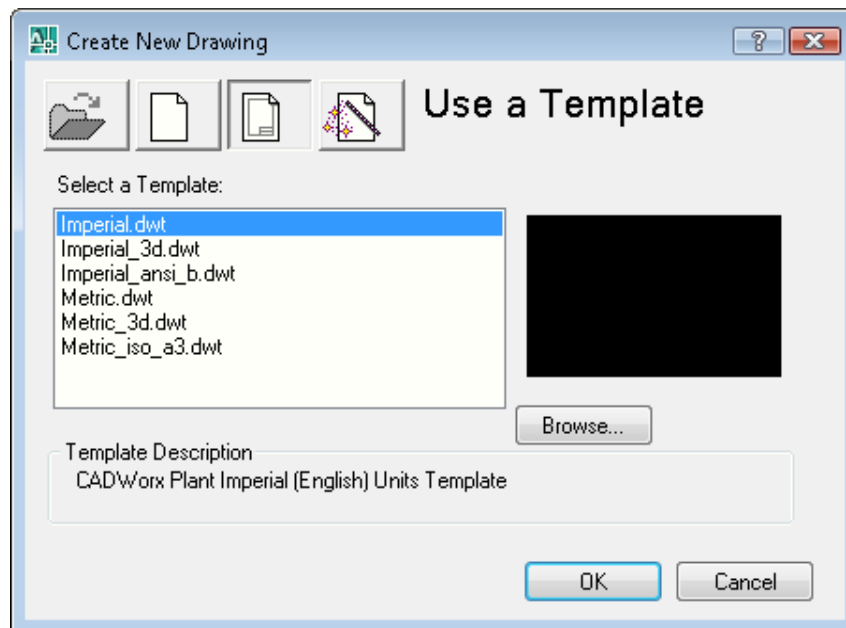 Create New Drawing
Use a Template
Select a Template:
Imperial.dwt
Imperial_3d.dwt
Imperial_ansi_b.dwt
Metric.dwt
Metric_3d.dwt
Metric_iso_a3.dwt
Browse...
Template Description
CADWorx Plant Imperial (English) Units Template
OK
Cancel